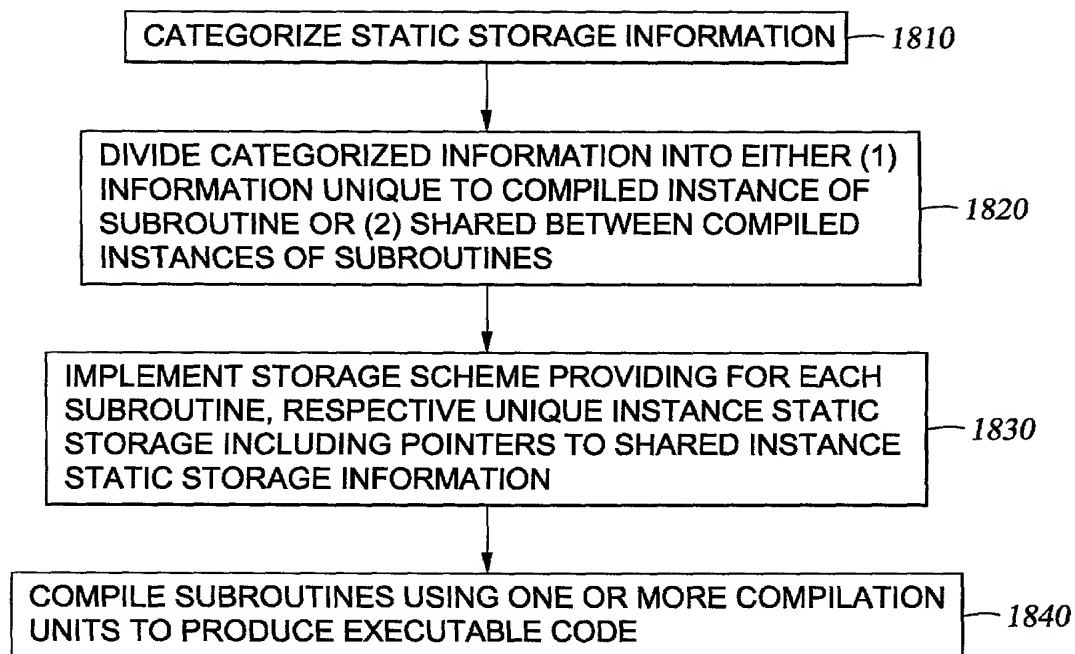 CATEGORIZE STATIC STORAGE INFORMATION 1810
DIVIDE CATEGORIZED INFORMATION INTO EITHER (1)
INFORMATION UNIQUE TO COMPILED INSTANCE OF
SUBROUTINE OR (2) SHARED BETWEEN COMPILED
INSTANCES OF SUBROUTINES
1820
IMPLEMENT STORAGE SCHEME PROVIDING FOR EACH
SUBROUTINE, RESPECTIVE UNIQUE INSTANCE STATIC
STORAGE INCLUDING POINTERS TO SHARED INSTANCE
STATIC STORAGE INFORMATION
1830
COMPILE SUBROUTINES USING ONE OR MORE COMPILATION
UNITS TO PRODUCE EXECUTABLE CODE
1840